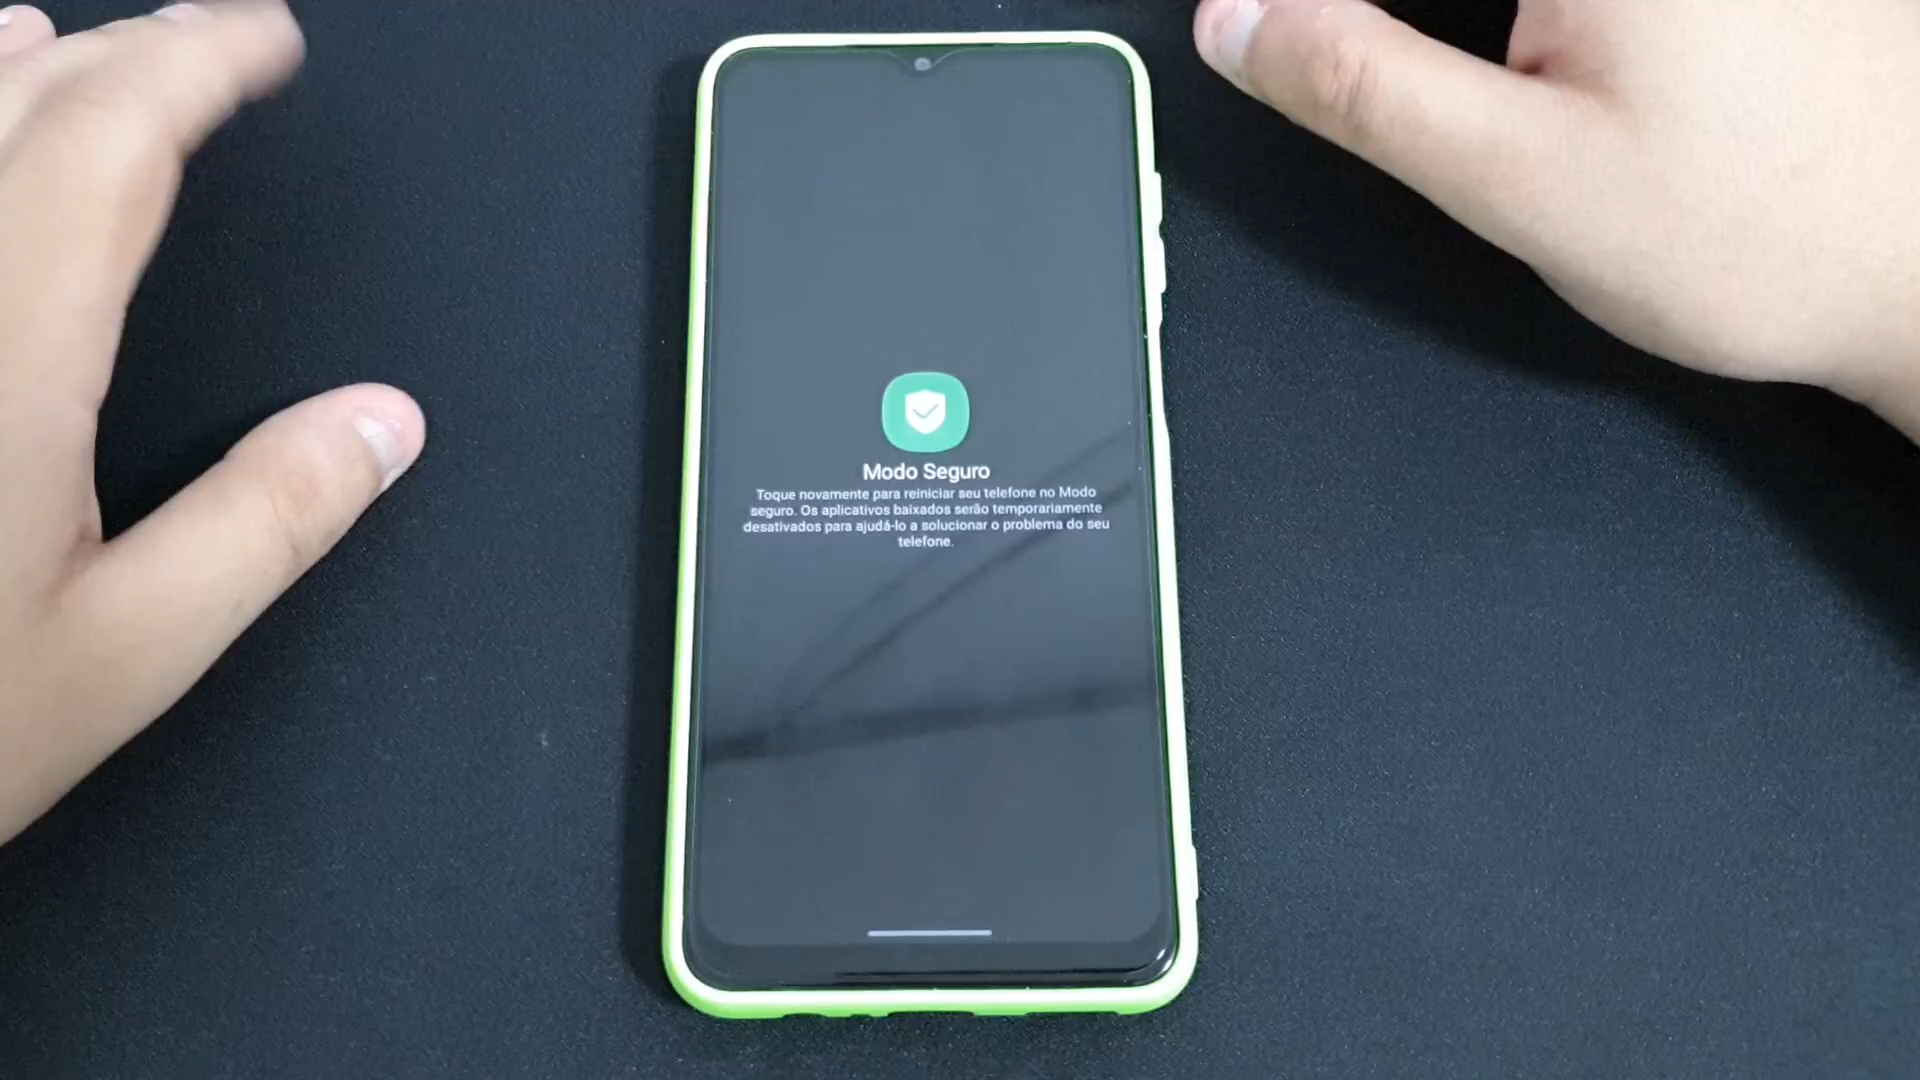 Modo Seguro
Toque novamente para reiniciar seu telefone no Modo
seguro. Os aplicativos baixados serão temporariamente
desativados para ajudá-lo a solucionar o problema do seu
telefone.